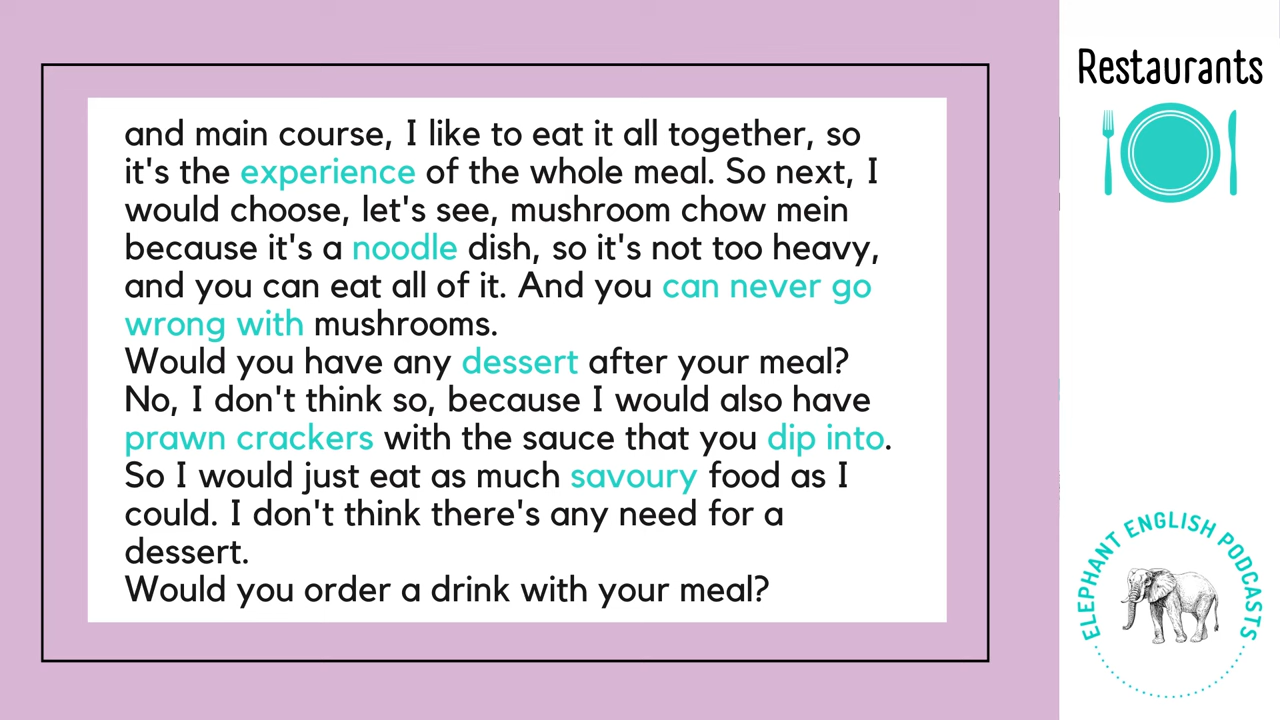 and main course, I like to eat it all together, so
it's the experience of the whole meal. So next, I
would choose, let's see, mushroom chow mein
because it's a noodle dish, so it's not too heavy,
and you can eat all of it. And you can never go
wrong with mushrooms.
Would you have any dessert after your meal?
No, I don't think so, because I would also have
prawn crackers with the sauce that you dip into.
So I would just eat as much savoury food as I
could. I don't think there's any need for a
dessert.
Would you order a drink with your meal?
Restaurants
ELEPHANT ENGLISH PODCASTS